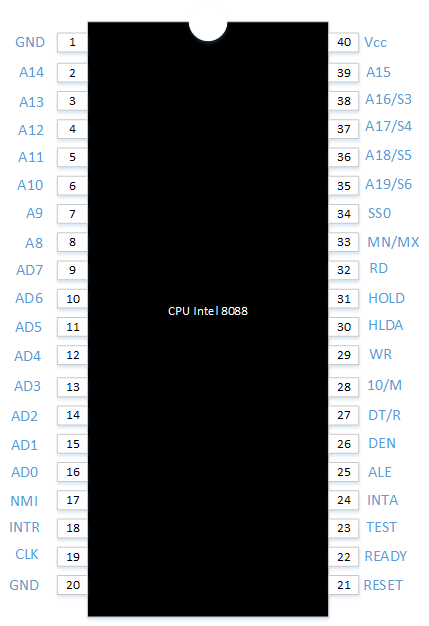 GND 1 40 Vcc
A14 2 39 A15
A13 3 38 A16/S3
A12 4 37 A17/S4
A11 5 36 A18/S5
A10 6 35 A19/S6
A9 7 34 SS0
A8 8 33 MN/MX
AD7 9 32 RD
AD6 10 31 HOLD
CPU Intel 8088
AD5 11 30 HLDA
AD4 12 29 WR
AD3 13 28 10/M
AD2 14 27 DT/R
AD1 15 26 DEN
AD0 16 25 ALE
NMI 17 24 INTA
INTR 18 23 TEST
CLK 19 22 READY
GND 20 21 RESET